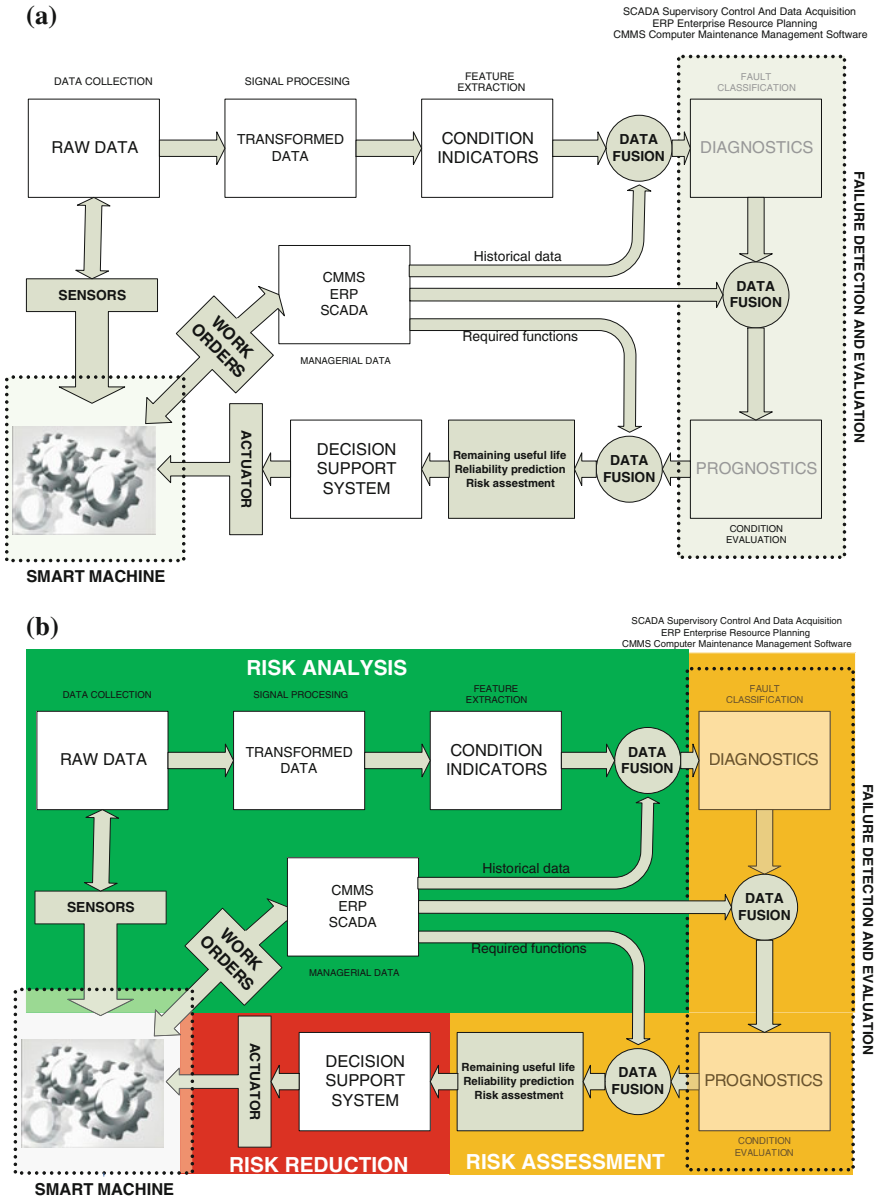 (a)
SCADA Supervisory Control And Data Acquisition
ERP Enterprise Resource Planning
CMMS Computer Maintenance Management Software
DATA COLLECTION
SIGNAL PROCESING
FEATURE
EXTRACTION
FAULT
CLASSIFICATION
RAW DATA
TRANSFORMED
DATA
CONDITION
INDICATORS
DATA
FUSION
DIAGNOSTICS
FAILURE DETECTION AND EVALUATION
SENSORS
WORK
ORDERS
CMMS
ERP
SCADA
Historical data
DATA
FUSION
Required functions
MANAGERIAL DATA
ACTUATOR
DECISION
SUPPORT
SYSTEM
Remaining useful life
Reliability prediction
Risk assestment
DATA
FUSION
PROGNOSTICS
CONDITION
EVALUATION
SMART MACHINE
(b)
SCADA Supervisory Control And Data Acquisition
ERP Enterprise Resource Planning
CMMS Computer Maintenance Management Software
RISK ANALYSIS
DATA COLLECTION
SIGNAL PROCESING
FEATURE
EXTRACTION
FAULT
CLASSIFICATION
RAW DATA
TRANSFORMED
DATA
CONDITION
INDICATORS
DATA
FUSION
DIAGNOSTICS
FAILURE DETECTION AND EVALUATION
SENSORS
WORK
ORDERS
CMMS
ERP
SCADA
Historical data
DATA
FUSION
Required functions
MANAGERIAL DATA
ACTUATOR
DECISION
SUPPORT
SYSTEM
Remaining useful life
Reliability prediction
Risk assestment
DATA
FUSION
PROGNOSTICS
CONDITION
EVALUATION
RISK REDUCTION
RISK ASSESSMENT
SMART MACHINE